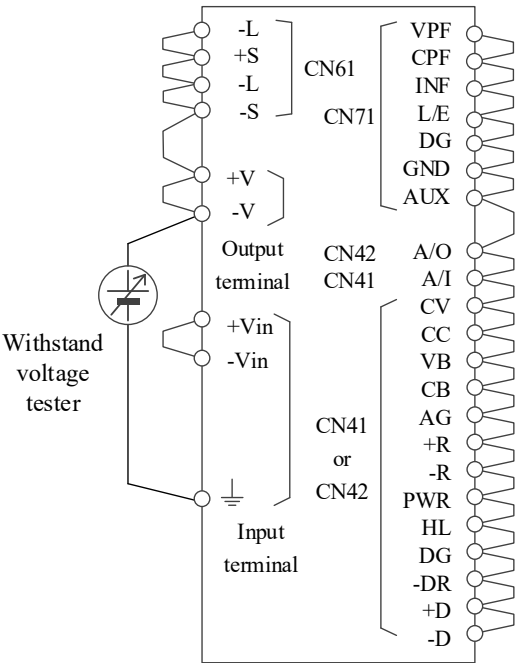 -L
+S
-L
-S
CN61
+V
-V
Output
terminal
Withstand
voltage
tester
+Vin
-Vin
Input
terminal
VPF
CPF
INF
L/E
DG
GND
AUX
CN71
CN42
CN41
A/O
A/I
CV
CC
VB
CB
AG
+R
-R
PWR
HL
DG
-DR
+D
-D
CN41
or
CN42